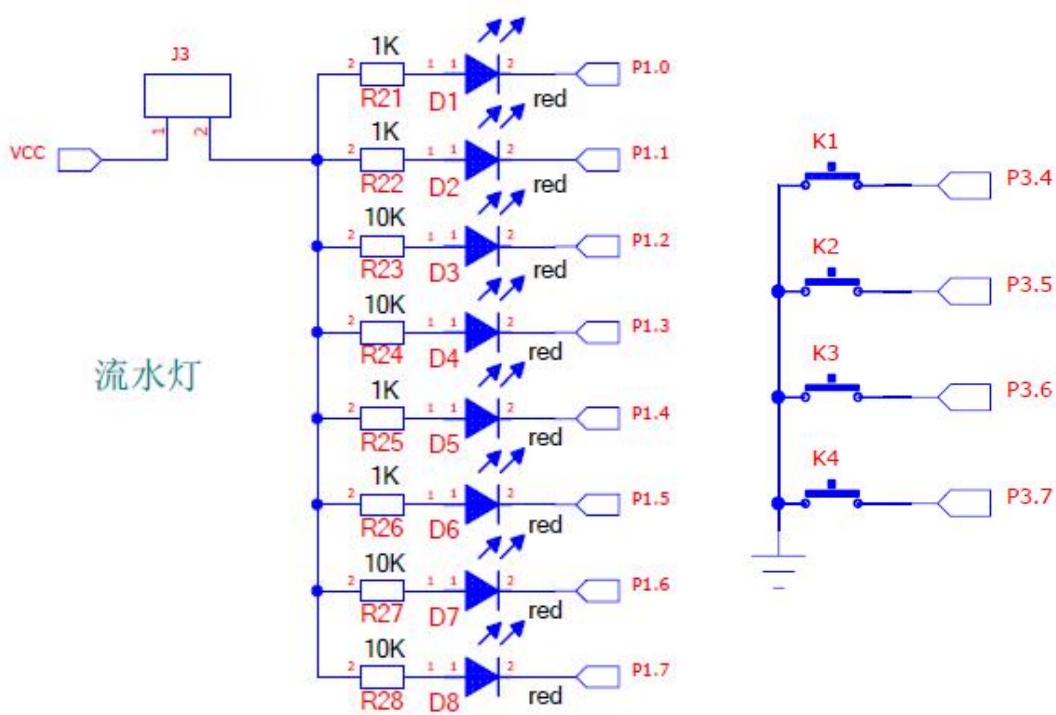 J3
1
2
VCC
流水灯
1K
2 1 1 2
R21 D1 red P1.0
1K
2 1 1 2
R22 D2 red P1.1
10K
2 1 1 2
R23 D3 red P1.2
10K
2 1 1 2
R24 D4 red P1.3
1K
2 1 1 2
R25 D5 red P1.4
1K
2 1 1 2
R26 D6 red P1.5
10K
2 1 1 2
R27 D7 red P1.6
10K
2 1 1 2
R28 D8 red P1.7
K1
P3.4
K2
P3.5
K3
P3.6
K4
P3.7